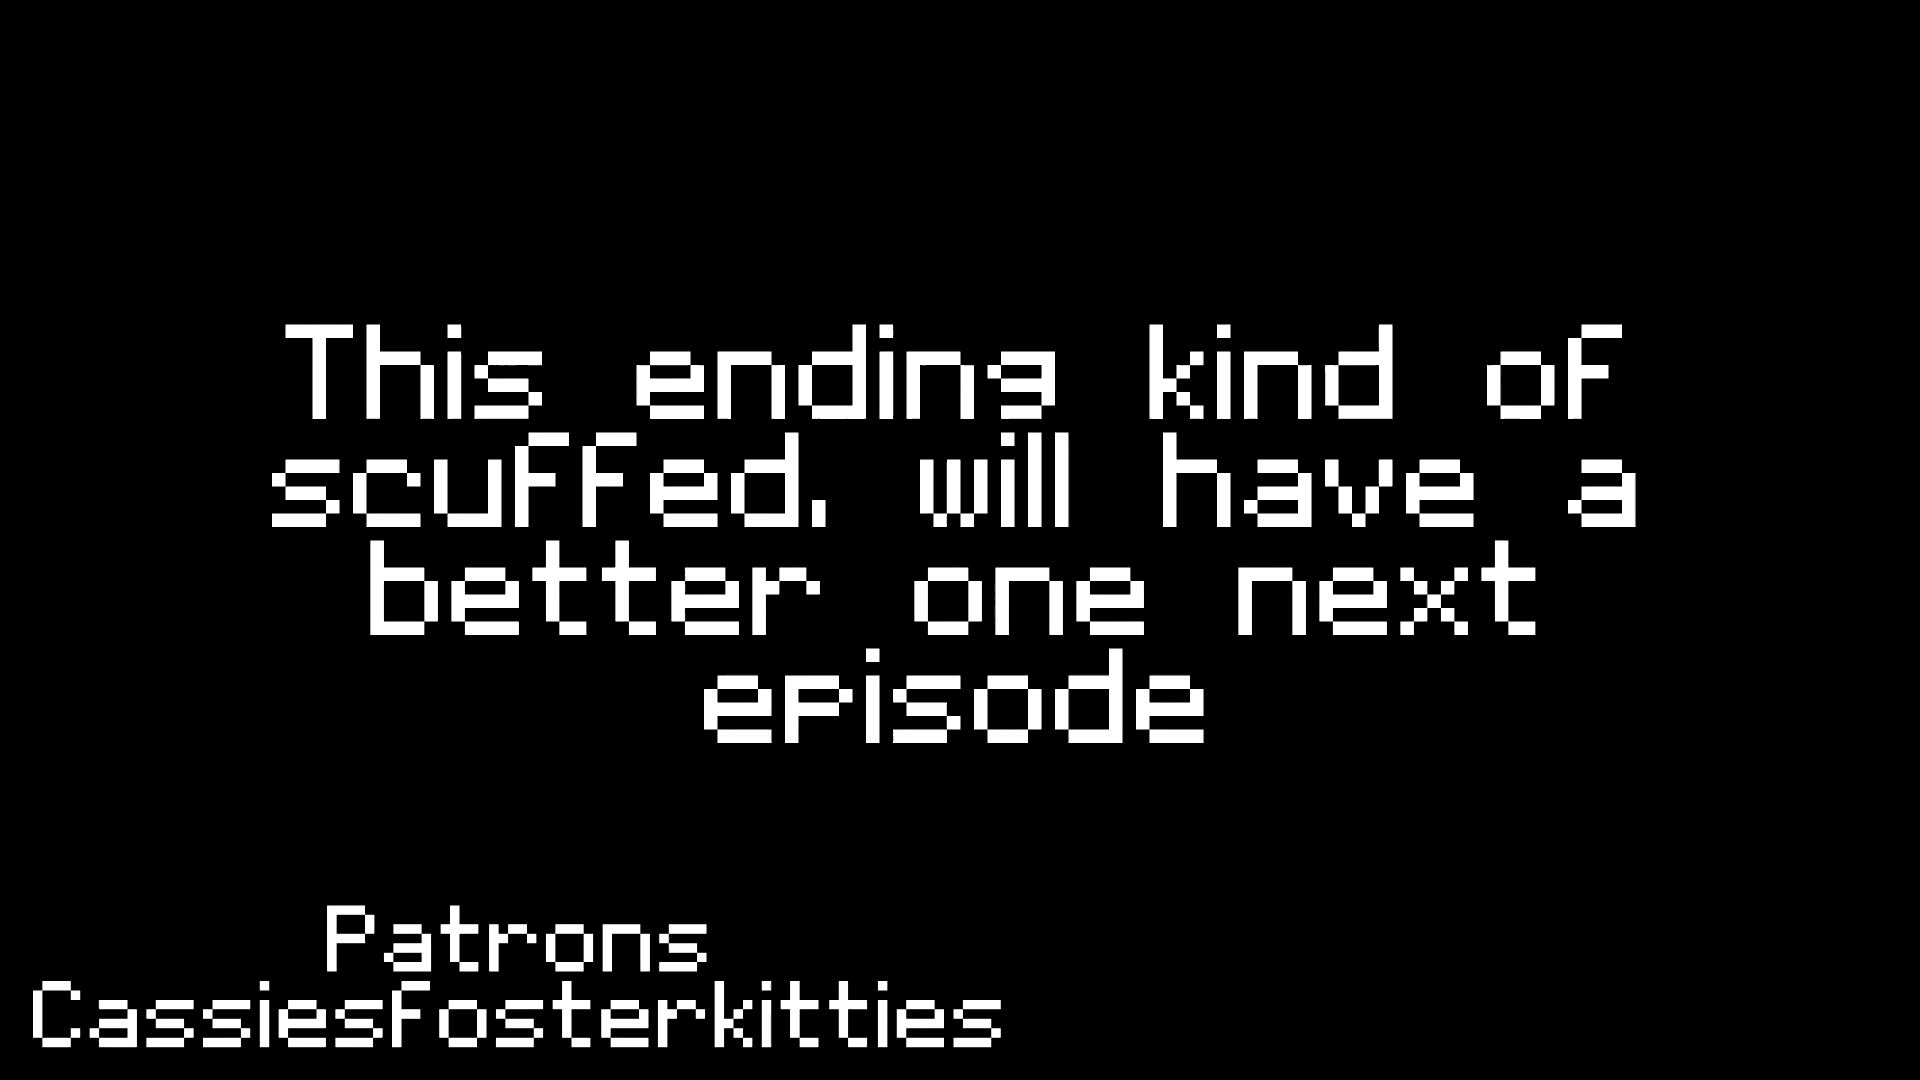 This ending kind of
scuffed, will have a
better one next
episode
Patrons
Cassiesfosterkitties